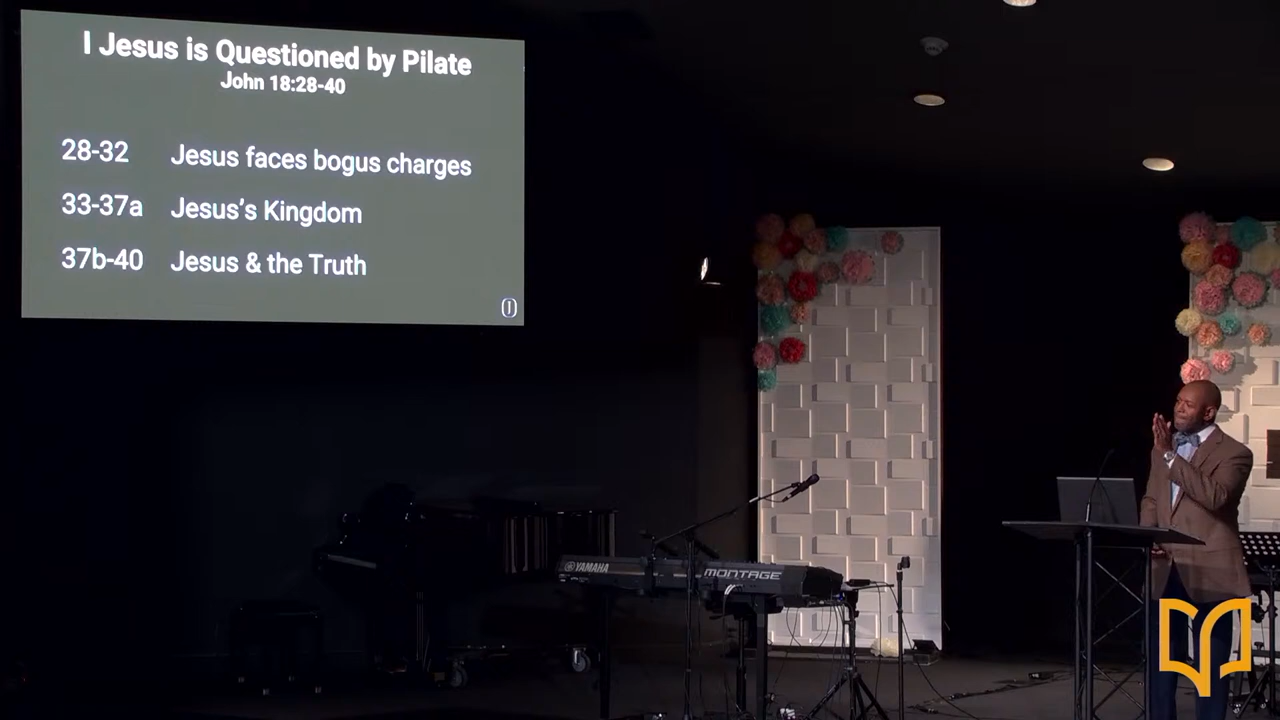 I Jesus is Questioned by Pilate
John 18:28-40
28-32 Jesus faces bogus charges
33-37a Jesus’s Kingdom
37b-40 Jesus & the Truth
YAMAHA
MONTAGE